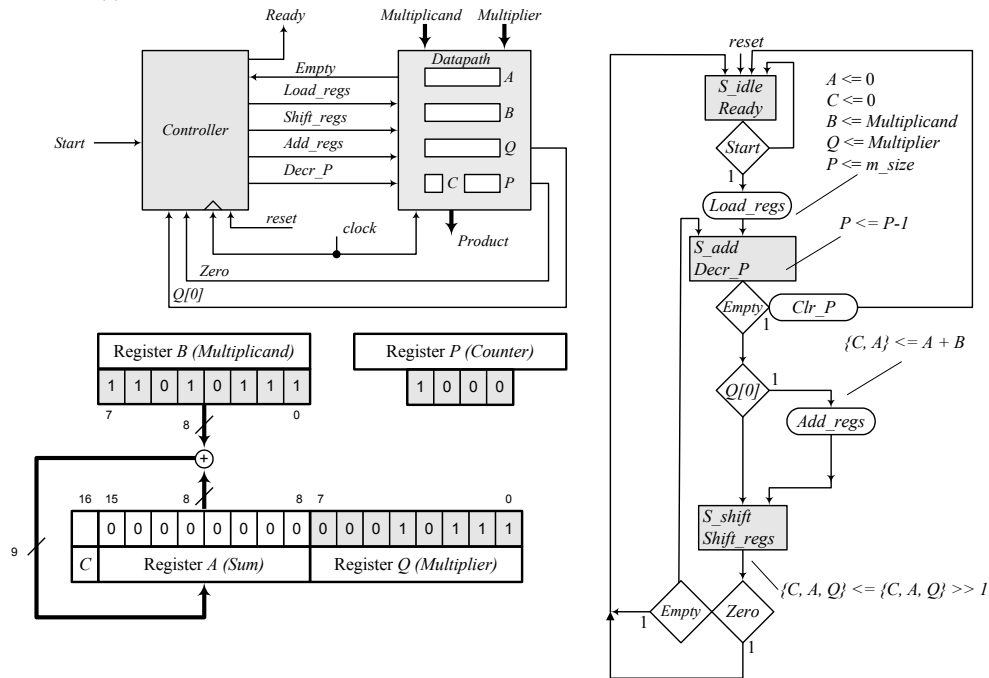 Ready
Multiplicand
Multiplier
Datapath
Empty
A
Load_regs
B
Shift_regs
Controller
Start
Add_regs
Q
Decr_P
C
P
reset
clock
Product
Zero
Q[0]
Register B (Multiplicand)
1 1 0 1 0 1 1 1
7
0
8
Register P (Counter)
1 0 0 0
+
8
16 15 8 7 0
0 0 0 0 0 0 0 0 0 0 0 1 0 1 1 1
9
C
Register A (Sum)
Register Q (Multiplier)
reset
S_idle
Ready
A <= 0
C <= 0
B <= Multiplicand
Q <= Multiplier
P <= m_size
Start
1
Load_regs
P <= P-1
S_add
Decr_P
Empty
1
Clr_P
{C, A} <= A + B
Q[0]
1
Add_regs
S_shift
Shift_regs
{C, A, Q} <= {C, A, Q} >> 1
Empty
1
Zero
1